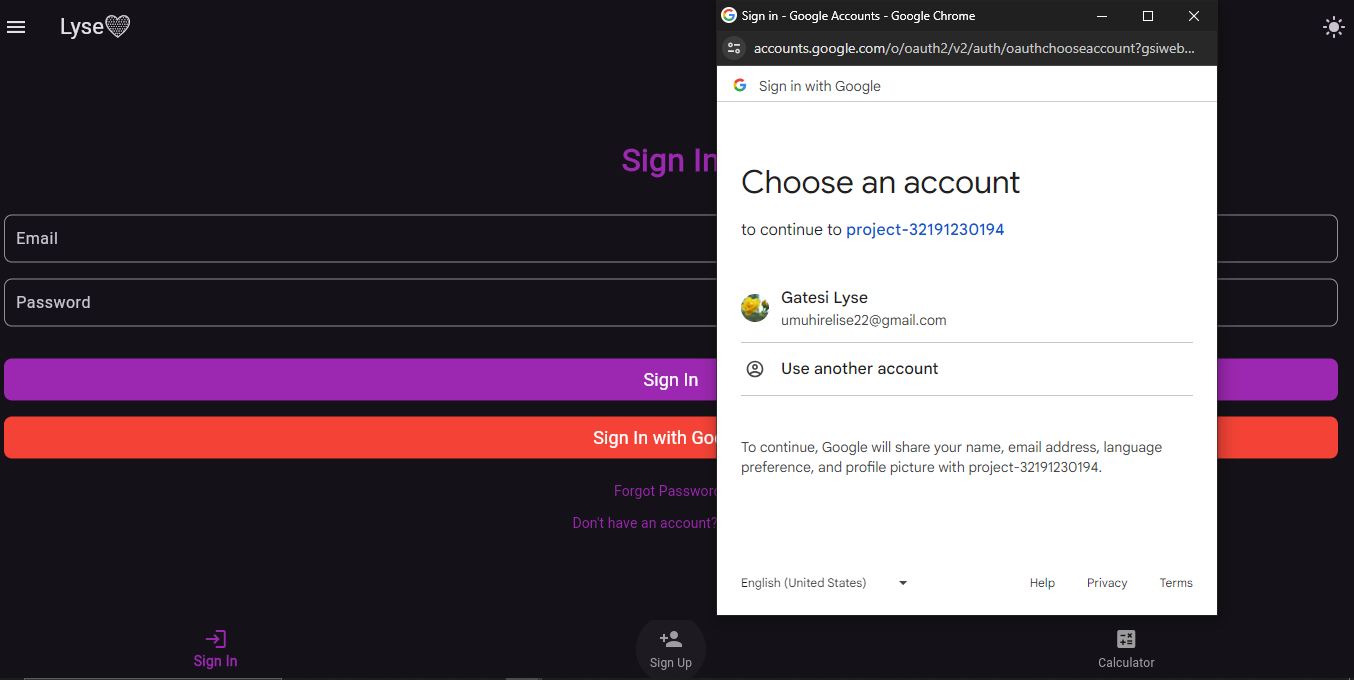 Lyse
Sign In
Email
Password
Sign In
Sign In with Goo
Forgot Password
Don't have an account?
Sign In
Sign Up
Calculator
Sign in - Google Accounts - Google Chrome
accounts.google.com/o/oauth2/v2/auth/oauthchooseaccount?gsiweb...
Sign in with Google
Choose an account
to continue to project-32191230194
Gatesi Lyse
umuhirelise22@gmail.com
Use another account
To continue, Google will share your name, email address, language
preference, and profile picture with project-32191230194.
English (United States)
Help Privacy Terms